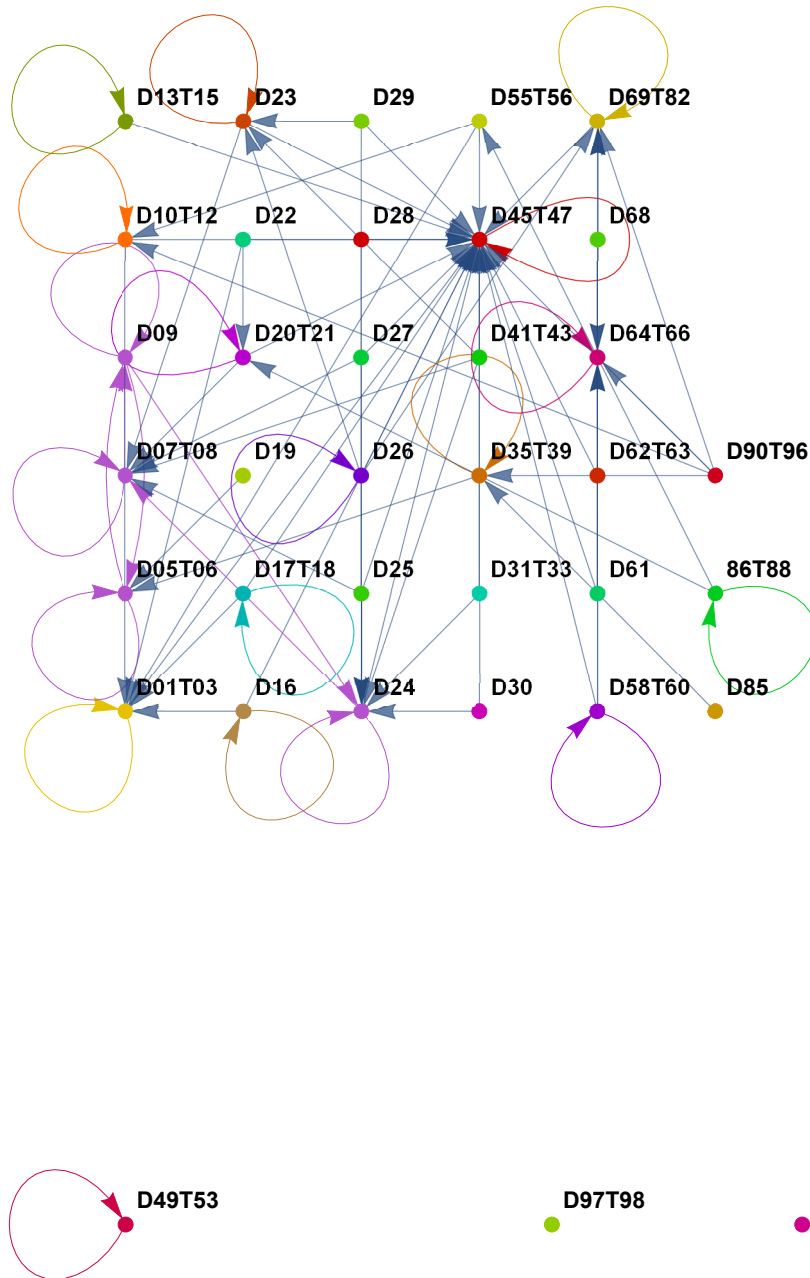 D13T15 D23 D29 D55T56 D69T82
D10T12 D22 D28 D45T47 D68
D09 D20T21 D27 D41T43 D64T66
D07T08 D19 D26 D35T39 D62T63 D90T96
D05T06 D17T18 D25 D31T33 D61 86T88
D01T03 D16 D24 D30 D58T60 D85
D49T53 D97T98